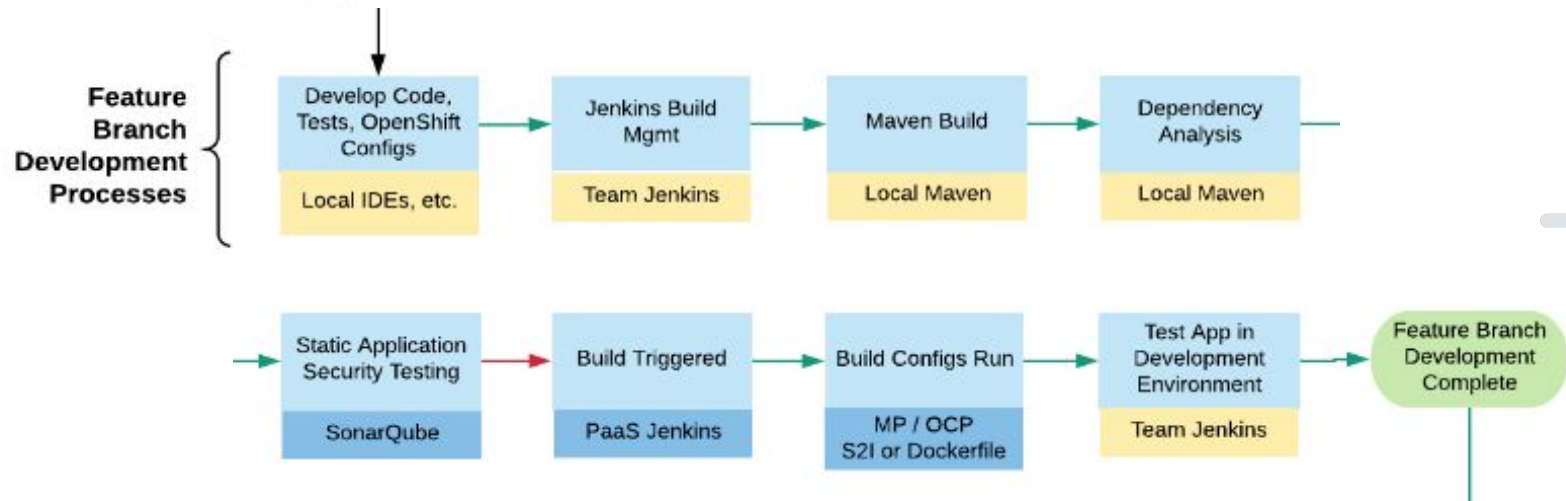 Feature
Branch
Development
Processes
Develop Code,
Tests, OpenShift
Configs
Local IDEs, etc.
Jenkins Build
Mgmt
Team Jenkins
Maven Build
Local Maven
Dependency
Analysis
Local Maven
Static Application
Security Testing
SonarQube
Build Triggered
PaaS Jenkins
Build Configs Run
MP / OCP
S2I or Dockerfile
Test App in
Development
Environment
Team Jenkins
Feature Branch
Development
Complete